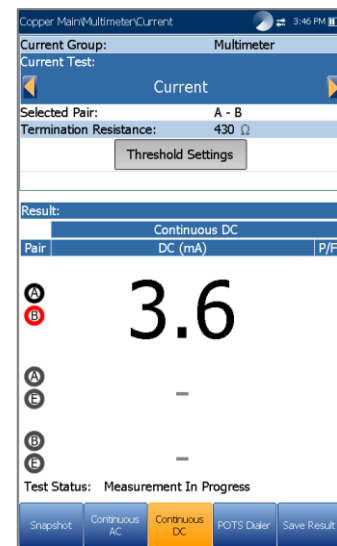 Copper Main\Multimeter\Current 3:46 PM
Current Group: Multimeter
Current Test:
Current
Selected Pair: A - B
Termination Resistance: 430 Ω
Threshold Settings
Result:
Continuous DC
Pair DC (mA) P/F
A
B
3.6
A
E
–
B
E
–
Test Status: Measurement In Progress
Snapshot
Continuous AC
Continuous DC
POTS Dialer
Save Result